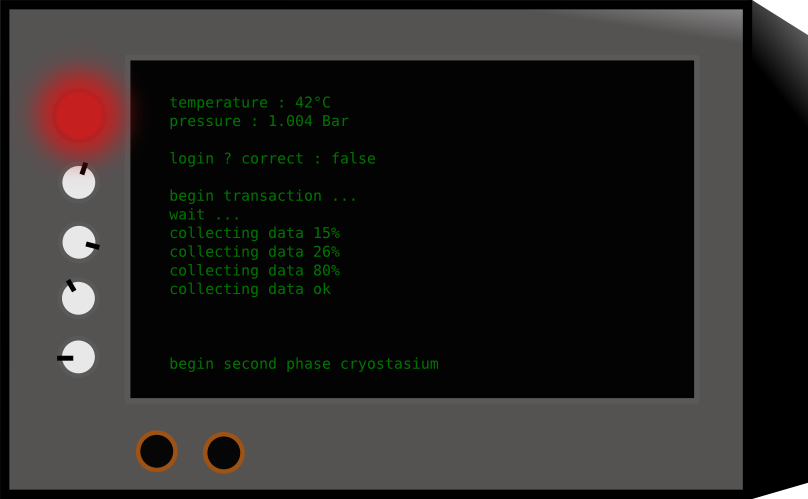 temperature : 42°C
pressure : 1.004 Bar
login ? correct : false
begin transaction ...
wait ...
collecting data 15%
collecting data 26%
collecting data 80%
collecting data ok
begin second phase cryostasium